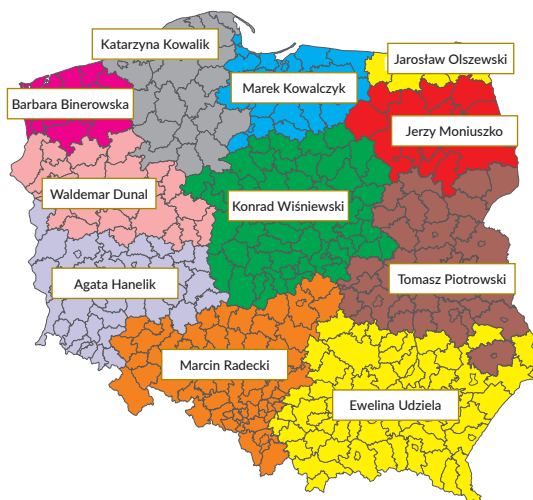 Katarzyna Kowalik
Jarosław Olszewski
Marek Kowalczyk
Barbara Binerowska
Jerzy Moniuszko
Waldemar Dunal
Konrad Wiśniewski
Tomasz Piotrowski
Agata Hanelik
Marcin Radecki
Ewelina Udziela